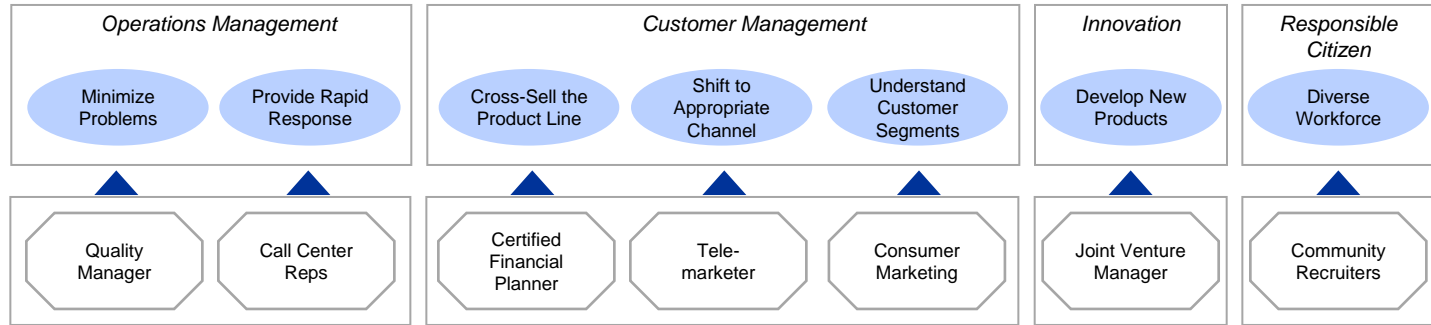 Operations Management
Customer Management
Innovation
Responsible
Citizen
Minimize
Problems
Provide Rapid
Response
Cross-Sell the
Product Line
Shift to
Appropriate
Channel
Understand
Customer
Segments
Develop New
Products
Diverse
Workforce
Quality
Manager
Call Center
Reps
Certified
Financial
Planner
Tele-
marketer
Consumer
Marketing
Joint Venture
Manager
Community
Recruiters